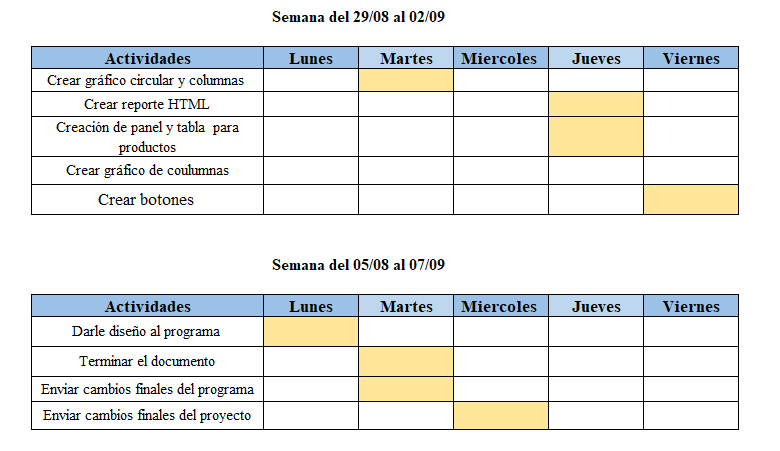 Semana del 29/08 al 02/09
Actividades Lunes Martes Miercoles Jueves Viernes
Crear gráfico circular y columnas
Crear reporte HTML
Creación de panel y tabla para
productos
Crear gráfico de coulumnas
Crear botones
Semana del 05/08 al 07/09
Actividades Lunes Martes Miercoles Jueves Viernes
Darle diseño al programa
Terminar el documento
Enviar cambios finales del programa
Enviar cambios finales del proyecto